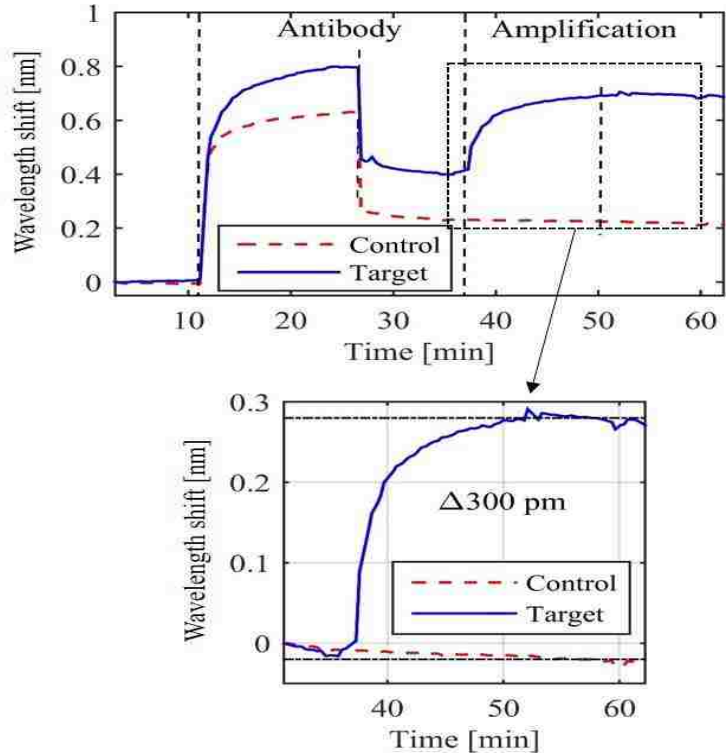 Antibody
Amplification
1
0.8
0.6
0.4
0.2
0
Wavelength shift [nm]
Control
Target
10
20
30
40
50
60
Time [min]
0.3
0.2
0.1
0
Wavelength shift [nm]
Δ300 pm
Control
Target
40
50
60
Time [min]